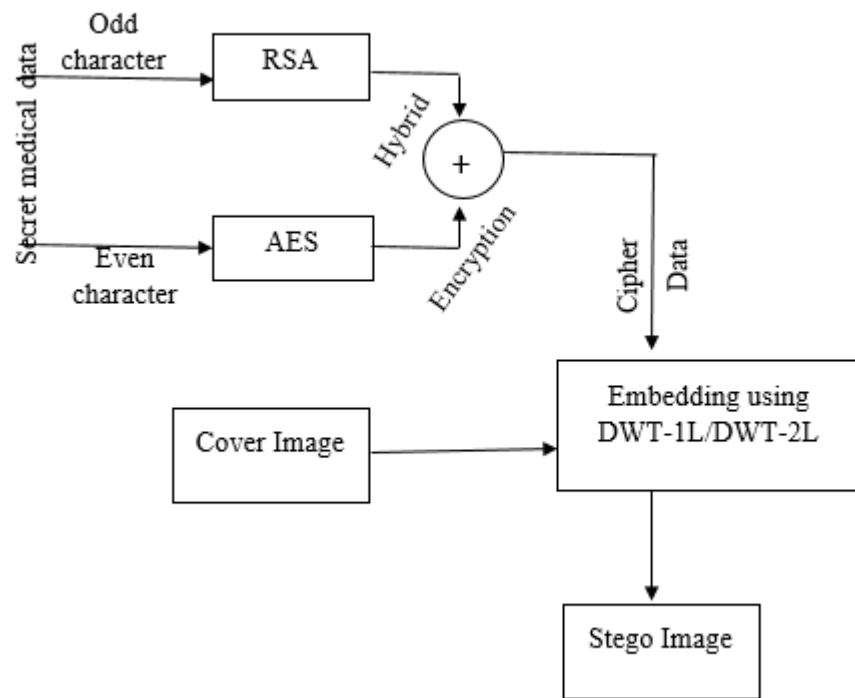 Odd
character
RSA
Secret medical data
Hybrid
+
AES
Even
character
Encryption
Cipher
Data
Embedding using
DWT-1L/DWT-2L
Cover Image
Stego Image